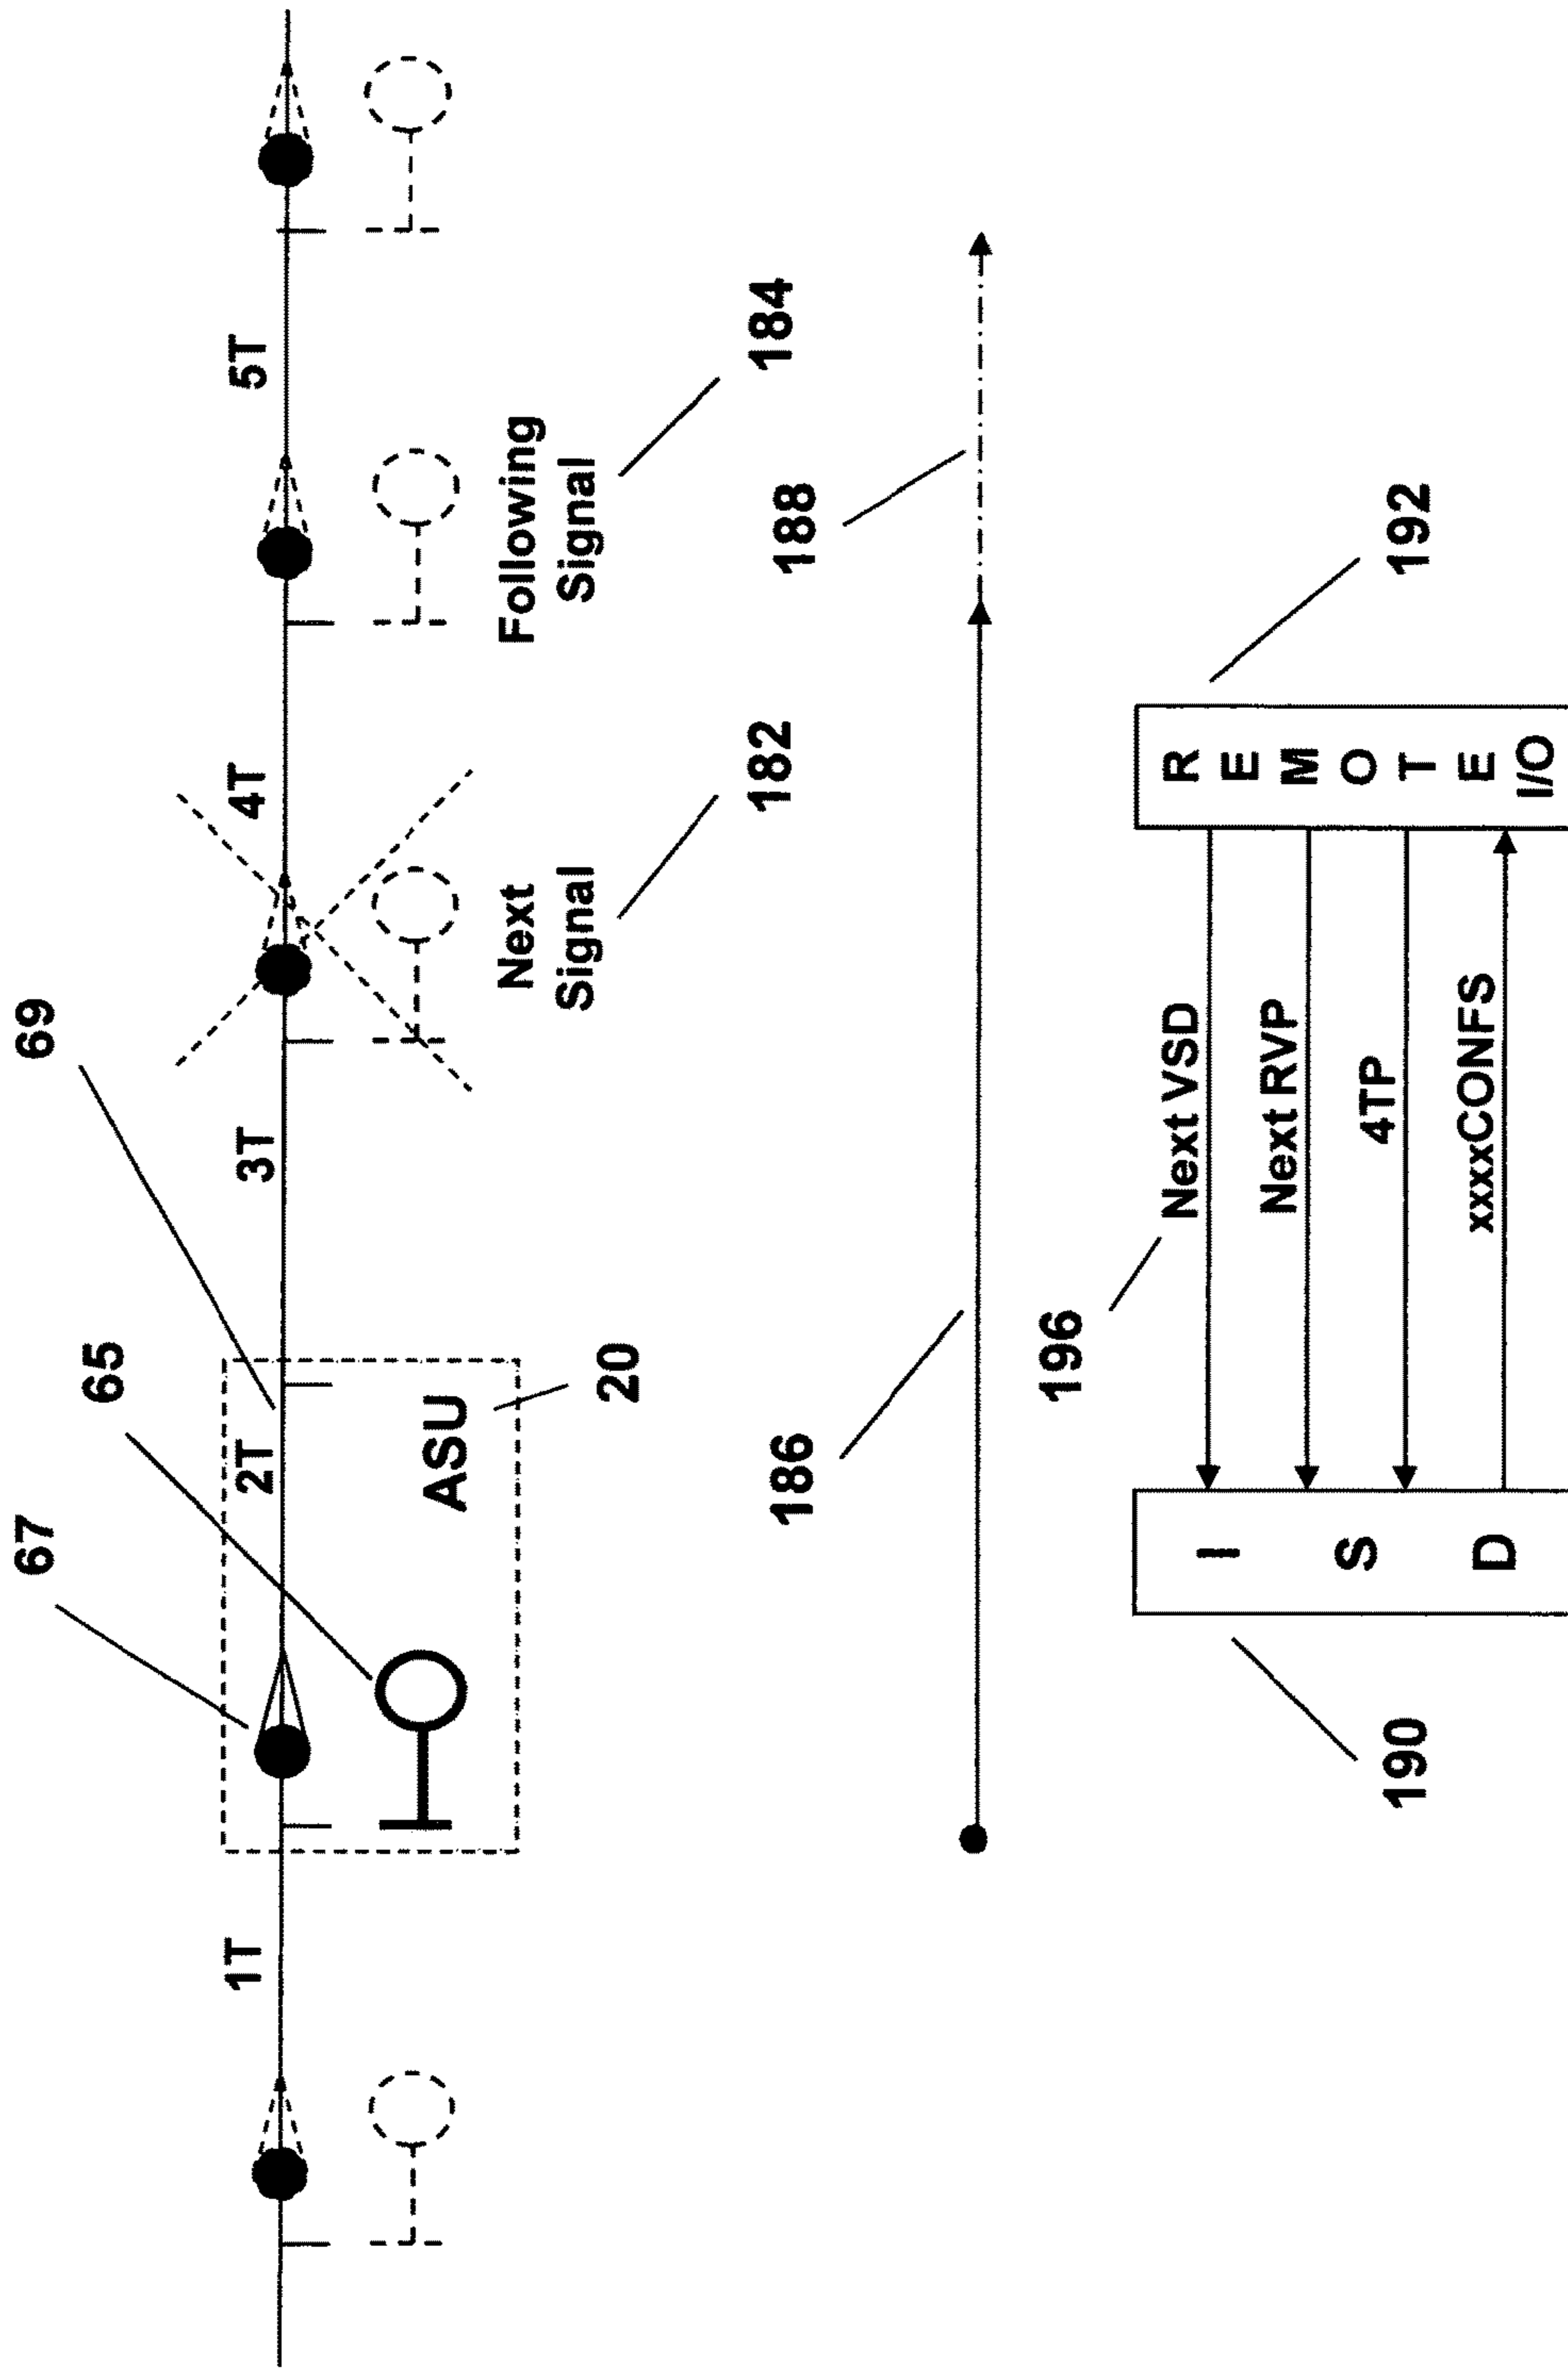 67
65
69
1T
2T
3T
4T
5T
ASU
20
Next
Signal
Following
Signal
182
184
186
188
196
190
192
I
S
D
Next VSD
Next RVP
4TP
xxxxCONFS
R
E
M
O
T
E
I/O